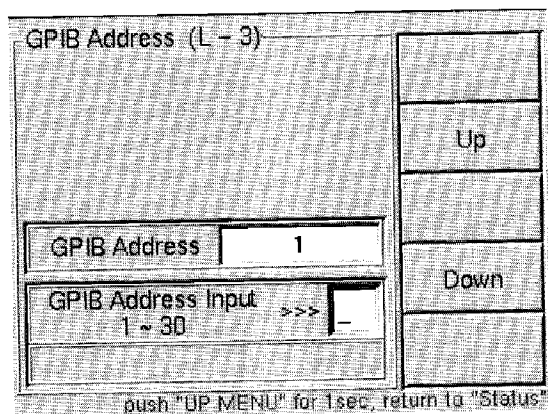 GPIB Address (L - 3)
Up
GPIB Address 1
Down
GPIB Address Input
1 ~ 30 >>> _
push "UP MENU" for 1sec, return to "Status"